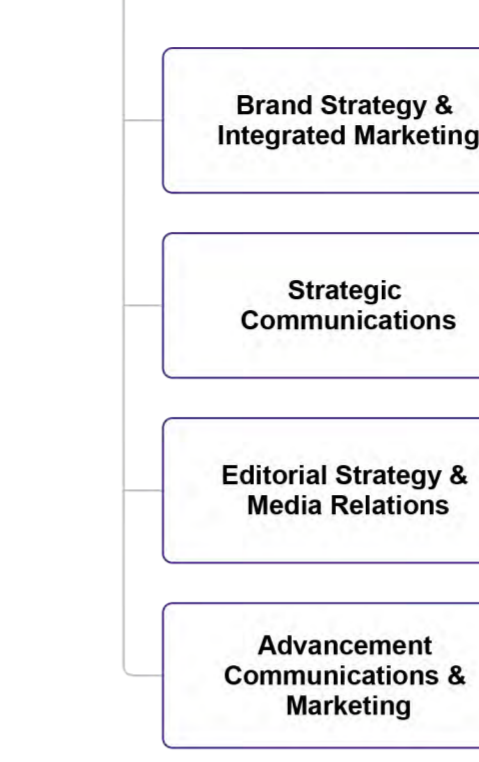 Brand Strategy &
Integrated Marketing
Strategic
Communications
Editorial Strategy &
Media Relations
Advancement
Communications &
Marketing